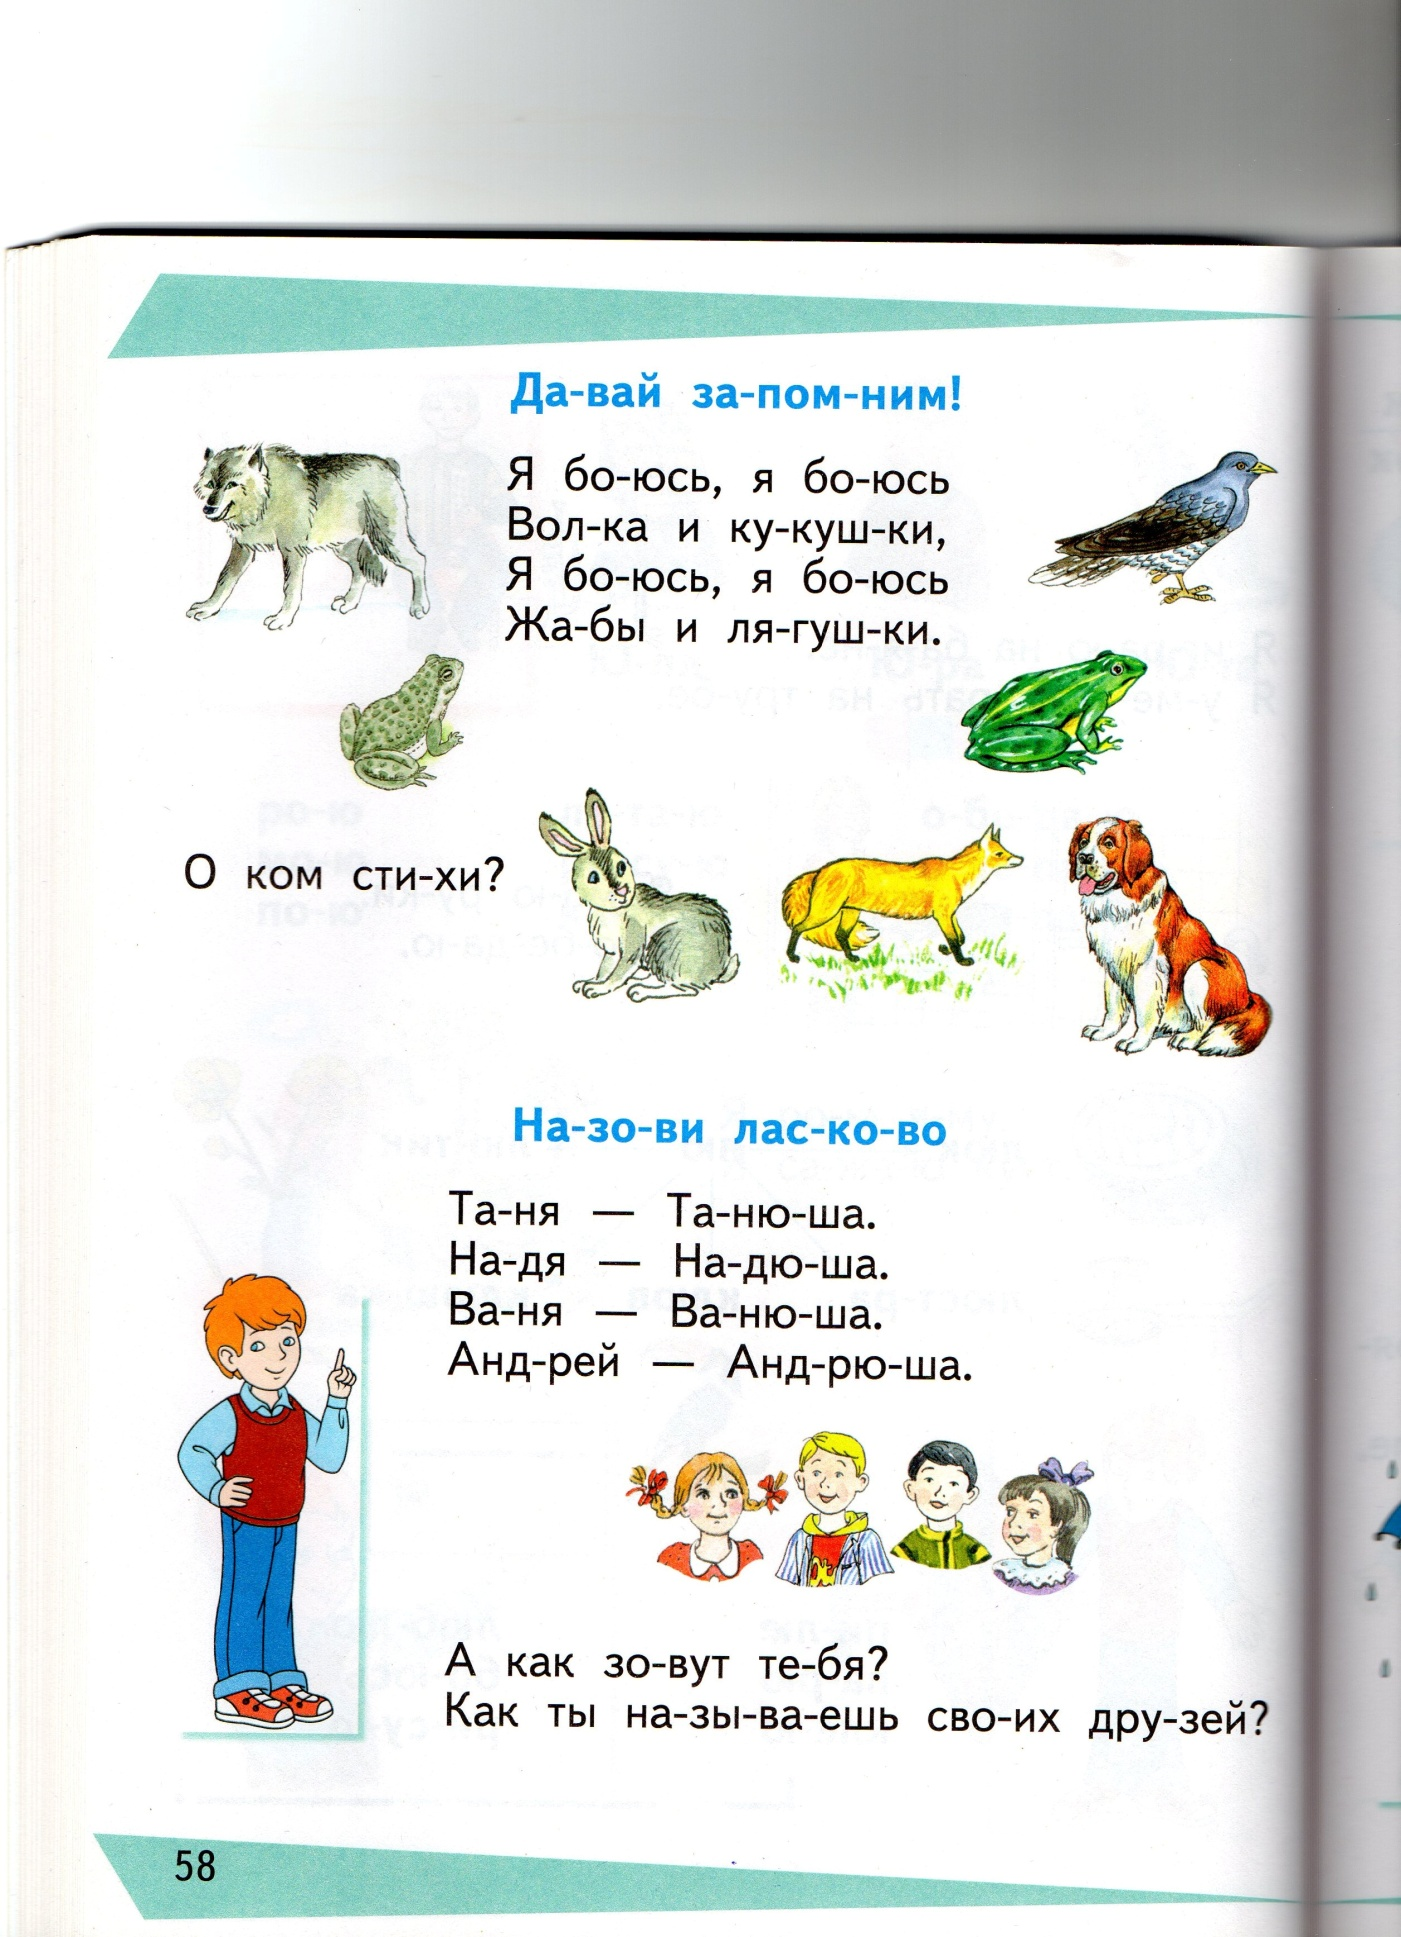 Да-вай за-пом-ним!
Я бо-юсь, я бо-юсь
Вол-ка и ку-куш-ки,
Я бо-юсь, я бо-юсь
Жа-бы и ля-гуш-ки.
О ком сти-хи?
На-зо-ви лас-ко-во
Та-ня — Та-ню-ша.
На-дя — На-дю-ша.
Ва-ня — Ва-ню-ша.
Анд-рей — Анд-рю-ша.
А как зо-вут те-бя?
Как ты на-зы-ва-ешь сво-их дру-зей?
58